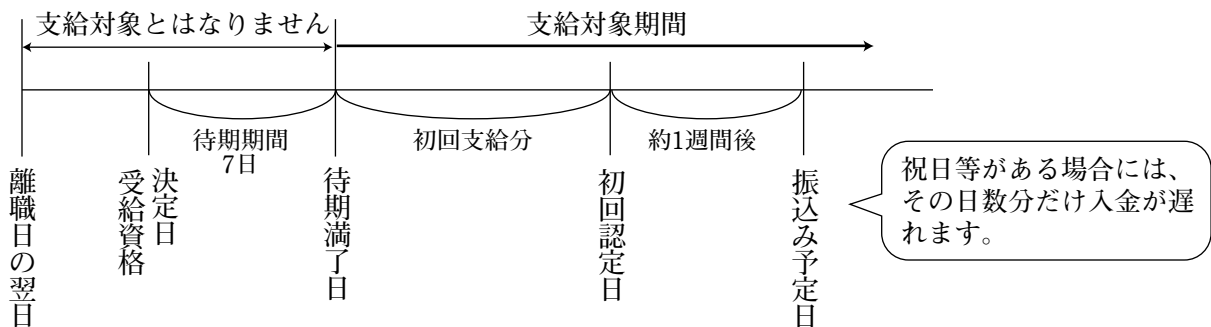 支給対象とはなりません
支給対象期間
待期期間
7日
初回支給分
約1週間後
離職日の翌日
受給資格
決定日
待期満了日
初回認定日
振込み予定日
祝日等がある場合には、
その日数分だけ入金が遅
れます。